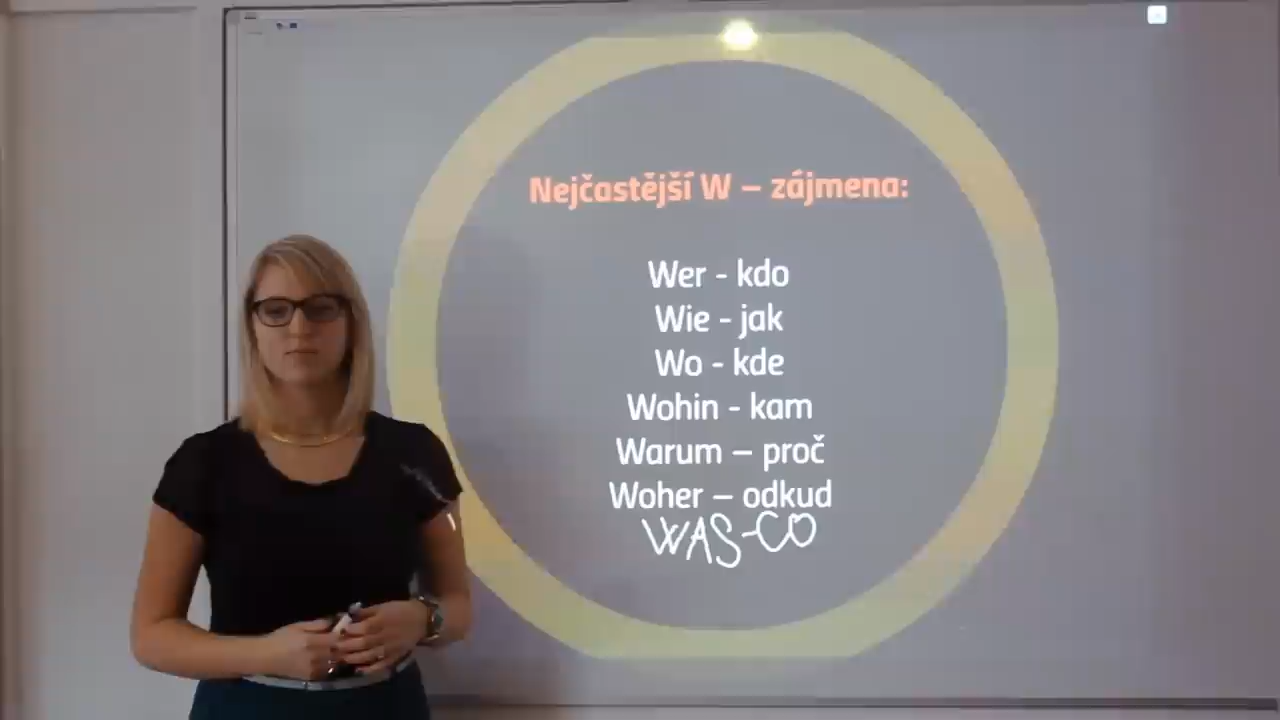 Nejčastější W – zájmena:
Wer - kdo
Wie - jak
Wo - kde
Wohin - kam
Warum – proč
Woher – odkud
WAS-CO